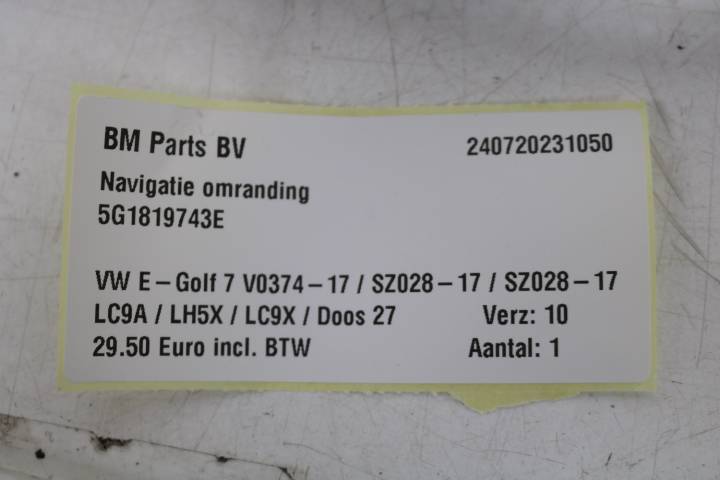 BM Parts BV 240720231050
Navigatie omranding
5G1819743E
VW E-Golf 7 V0374-17 / SZ028-17 / SZ028-17
LC9A / LH5X / LC9X / Doos 27 Verz: 10
29.50 Euro incl. BTW Aantal: 1